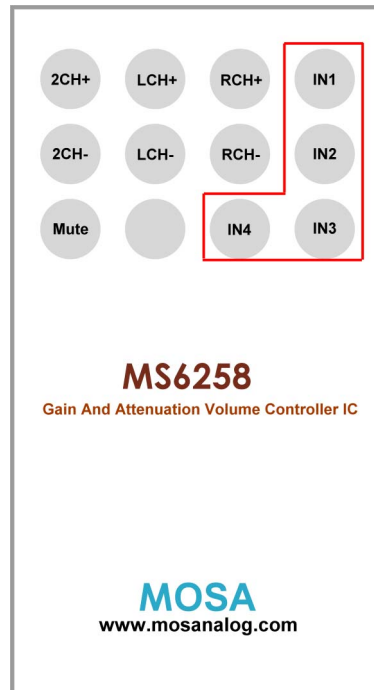 2CH+ LCH+ RCH+ IN1
2CH- LCH- RCH- IN2
Mute IN4 IN3
MS6258
Gain And Attenuation Volume Controller IC
MOSA
www.mosanalog.com